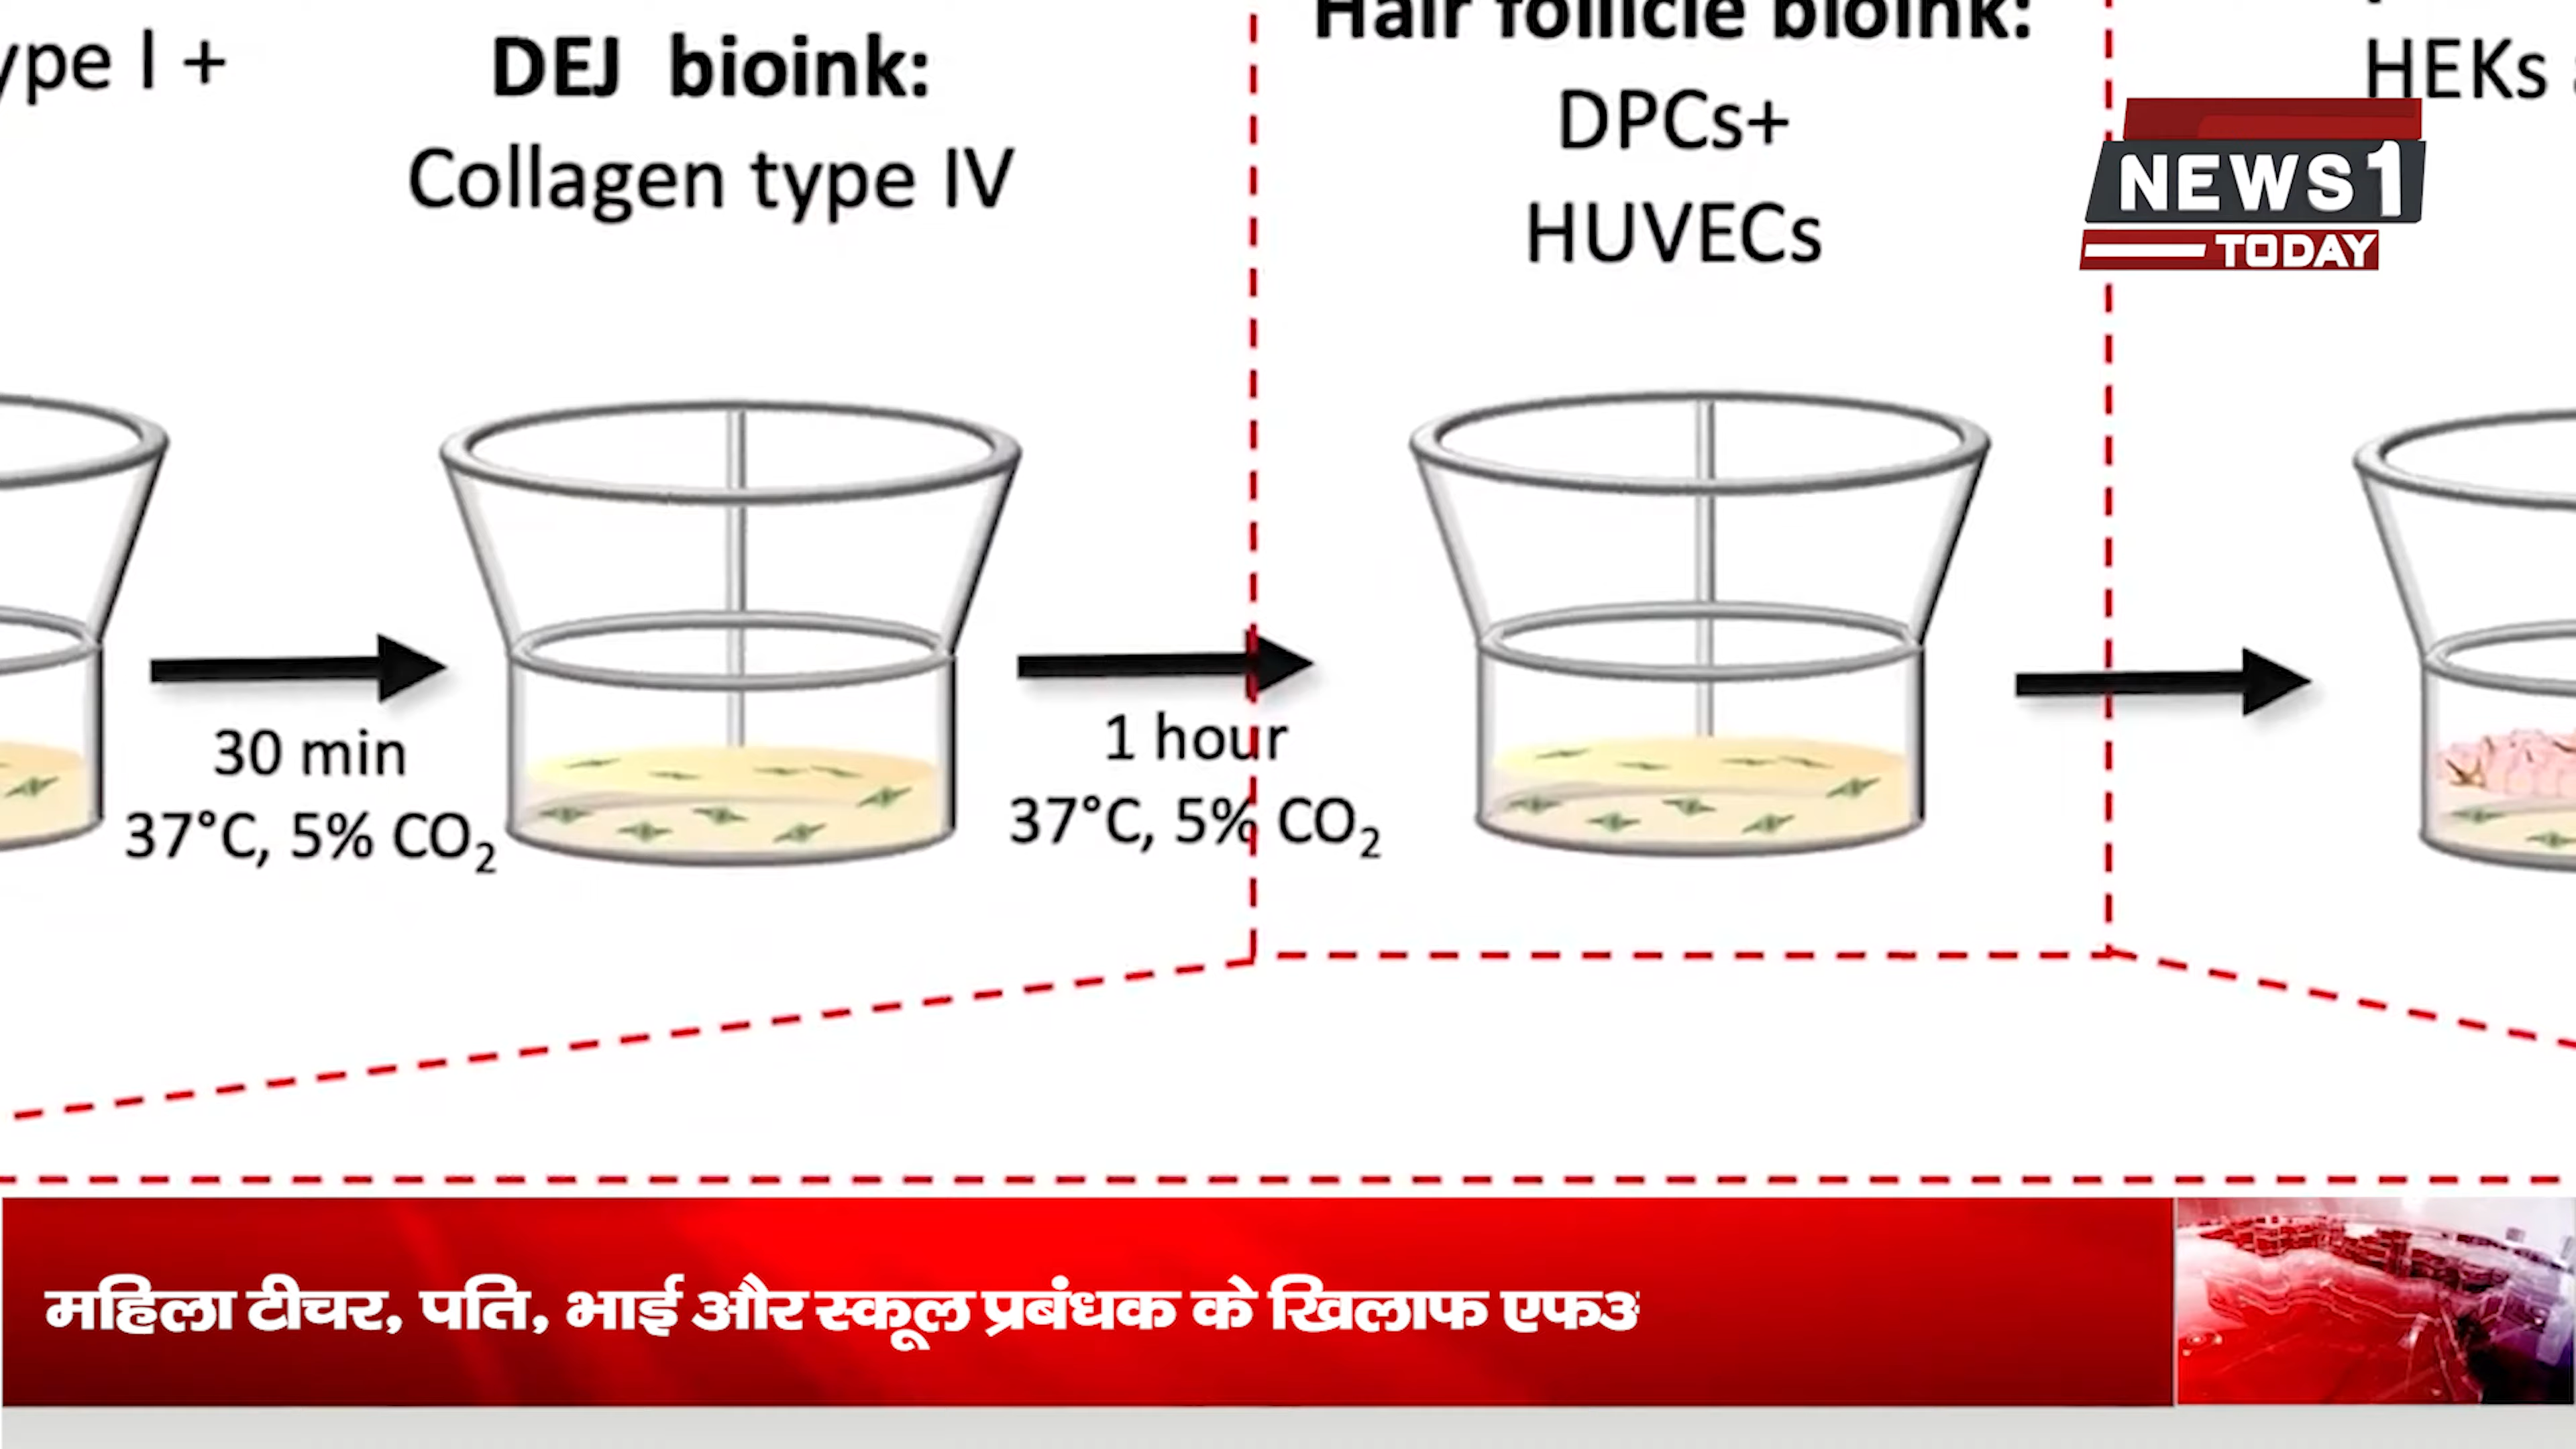 ype I +
DEJ bioink:
Collagen type IV
Hair follicle bioink:
DPCs+
HUVECs
HEKs
NEWS1
TODAY
30 min
37°C, 5% CO₂
1 hour
37°C, 5% CO₂
महिला टीचर, पति, भाई और स्कूल प्रबंधक के खिलाफ एफअ